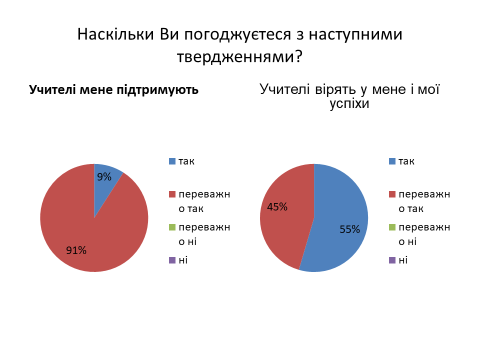 Наскільки Ви погоджуєтеся з наступними
твердженнями?
Учителі мене підтримують
9%
91%
так
переважн
о так
переважн
о ні
ні
Учителі вірять у мене і мої
успіхи
45%
55%
так
переважн
о так
переважн
о ні
ні